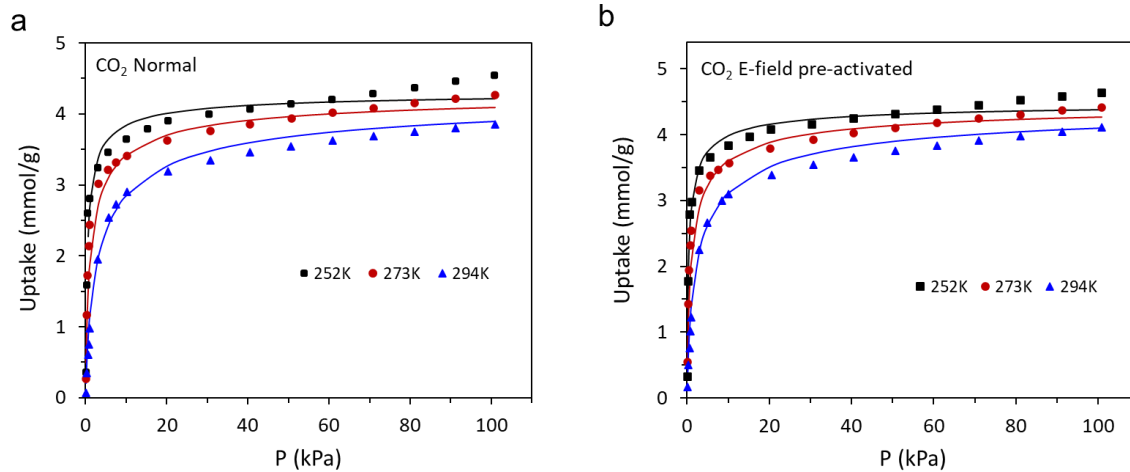 a
CO₂ Normal
5
4
3
2
1
0
Uptake (mmol/g)
252K 273K 294K
0 20 40 60 80 100
P (kPa)
b
CO₂ E-field pre-activated
5
4
3
2
1
0
Uptake (mmol/g)
252K 273K 294K
0 20 40 60 80 100
P (kPa)